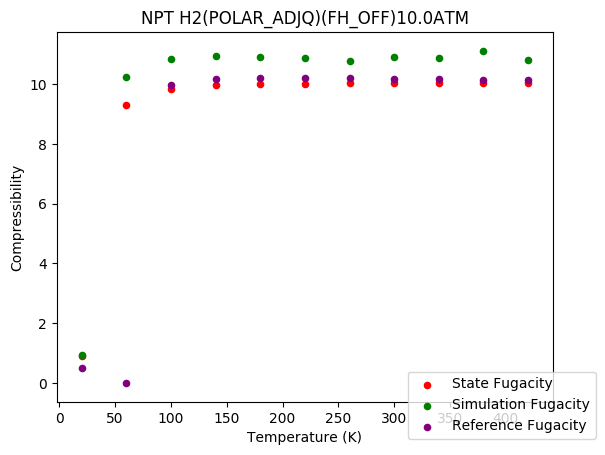 NPT H2(POLAR_ADJQ)(FH_OFF)10.0ATM
Compressibility
10
8
6
4
2
0
0 50 100 150 200 250 300 350 400
Temperature (K)
State Fugacity
Simulation Fugacity
Reference Fugacity